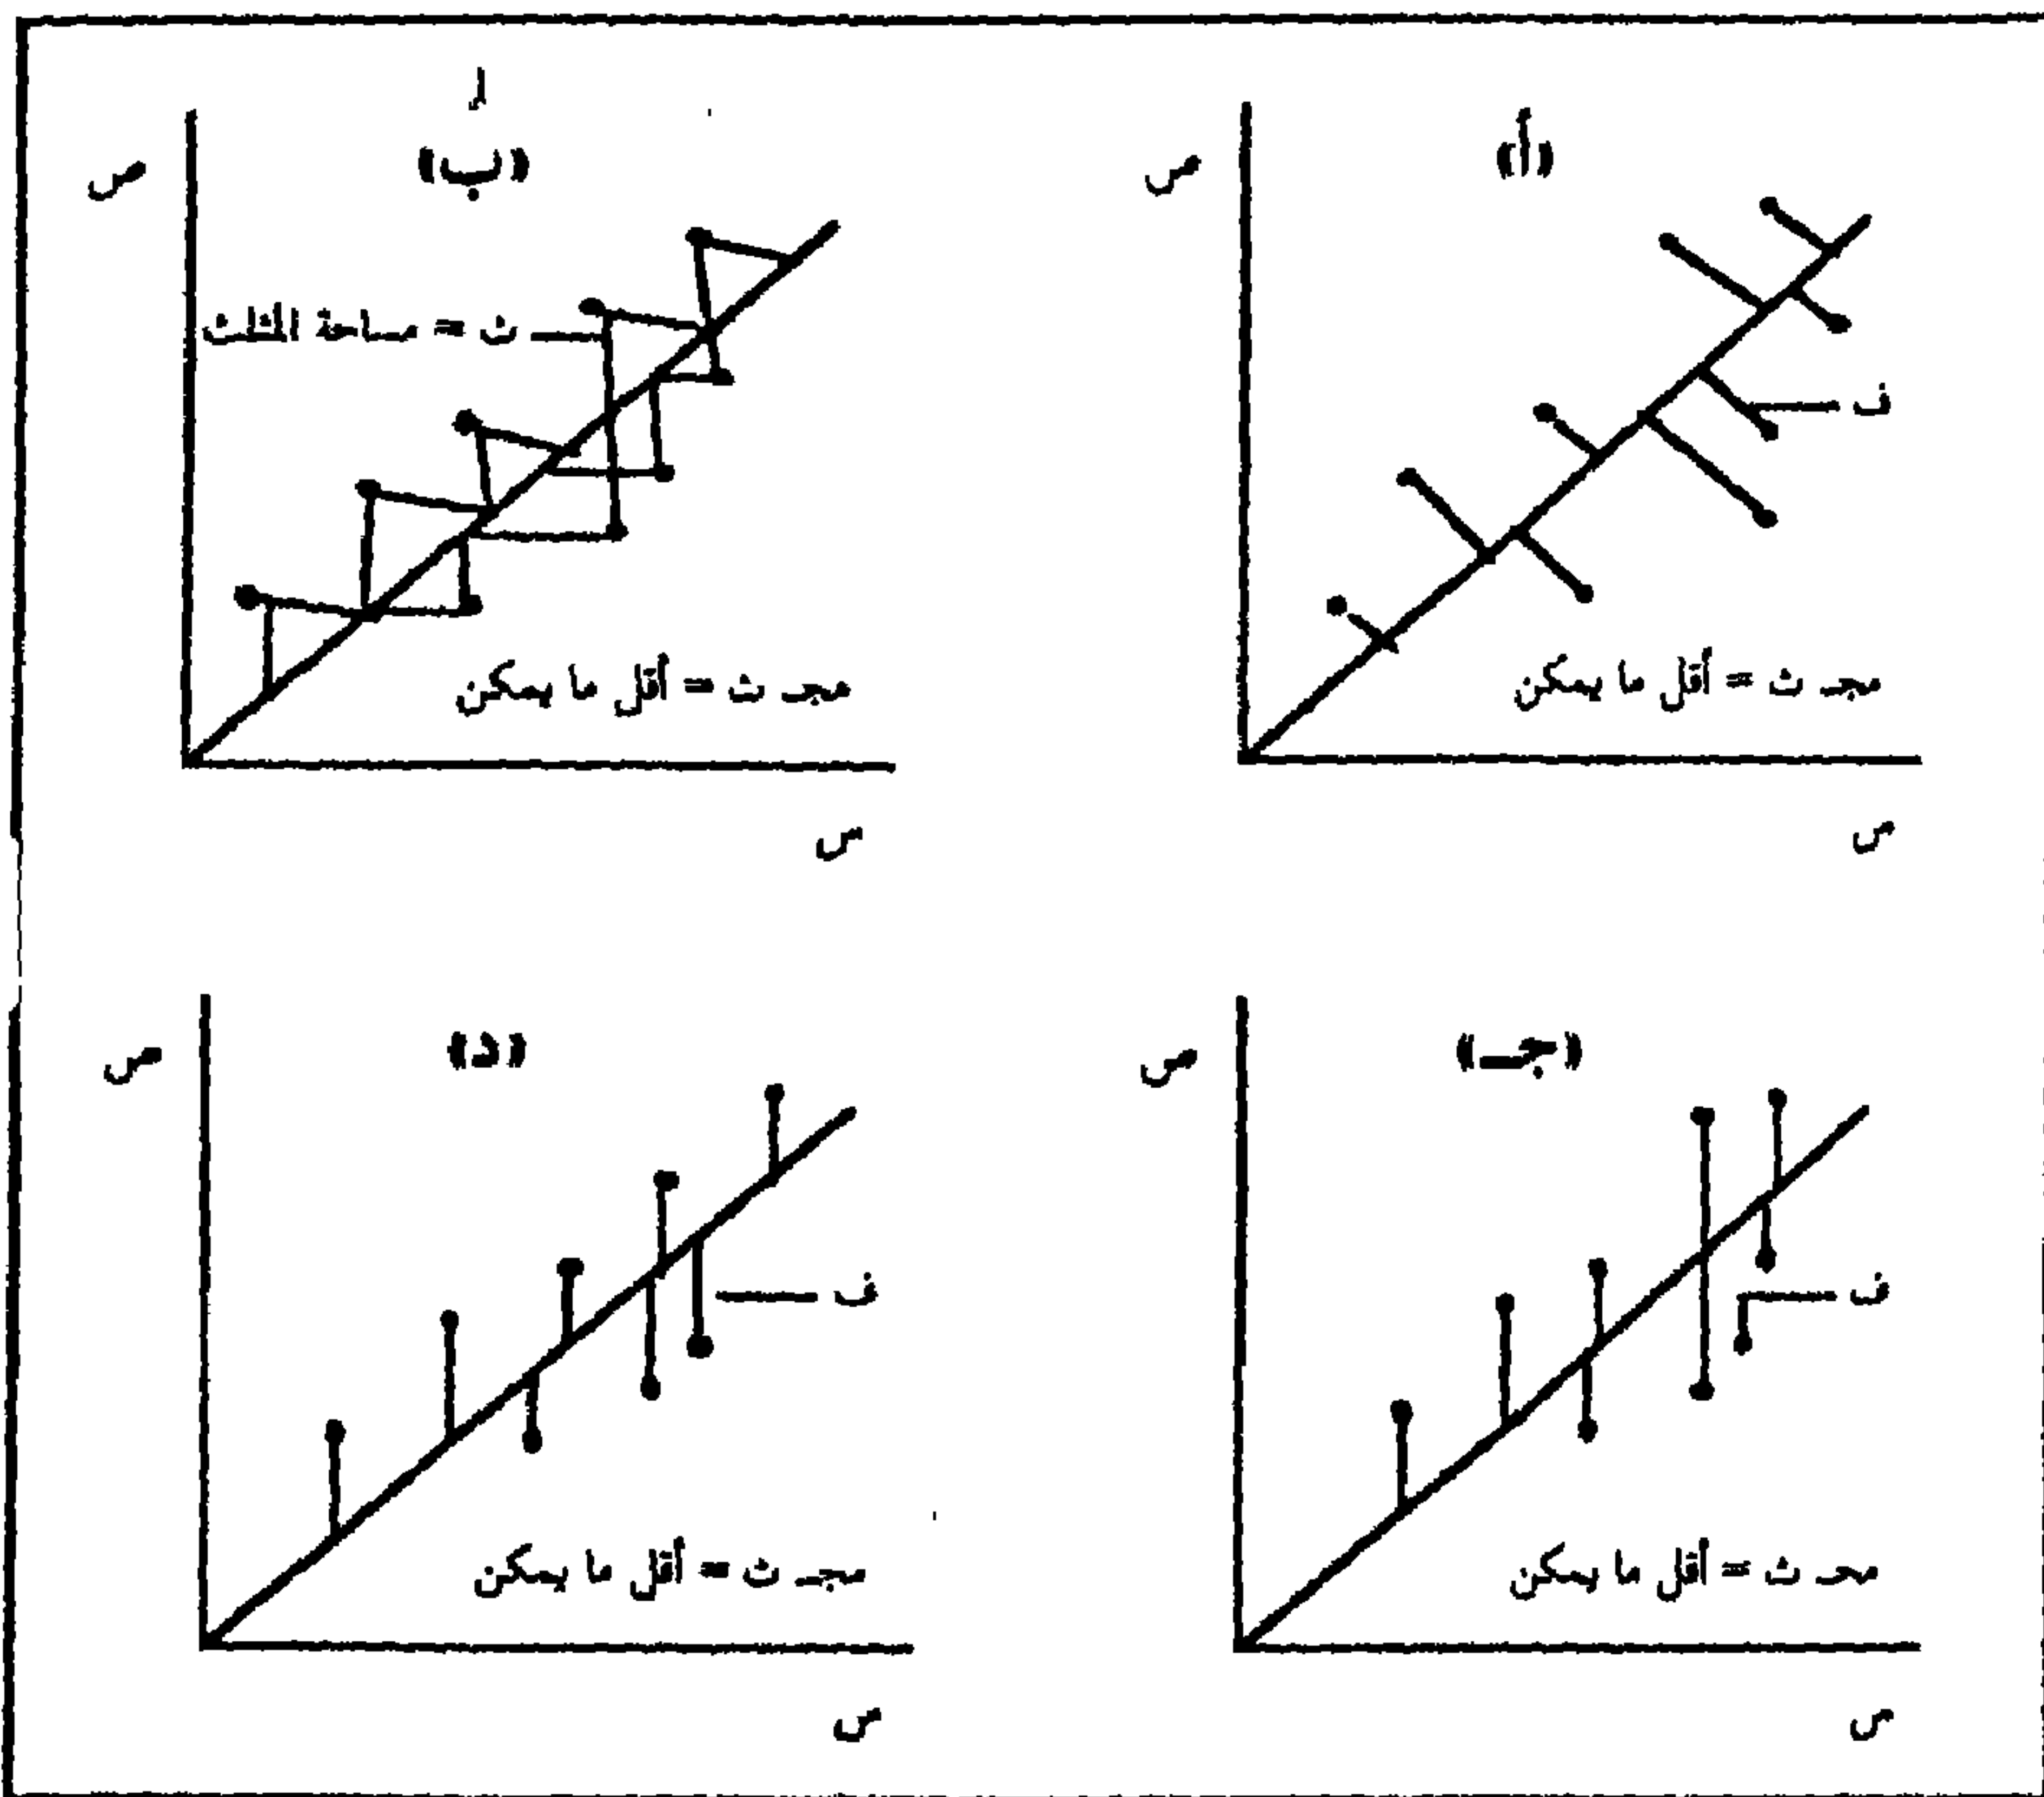 (أ)
ص
ف
مجـ ث = أقل ما يمكن
س
(ب)
ص
ث = مساحة المثلث
مجـ ث = أقل ما يمكن
س
(جـ)
ص
ف
مجـ ث = أقل ما يمكن
س
(د)
ص
ف
مجـ ث = أقل ما يمكن
س